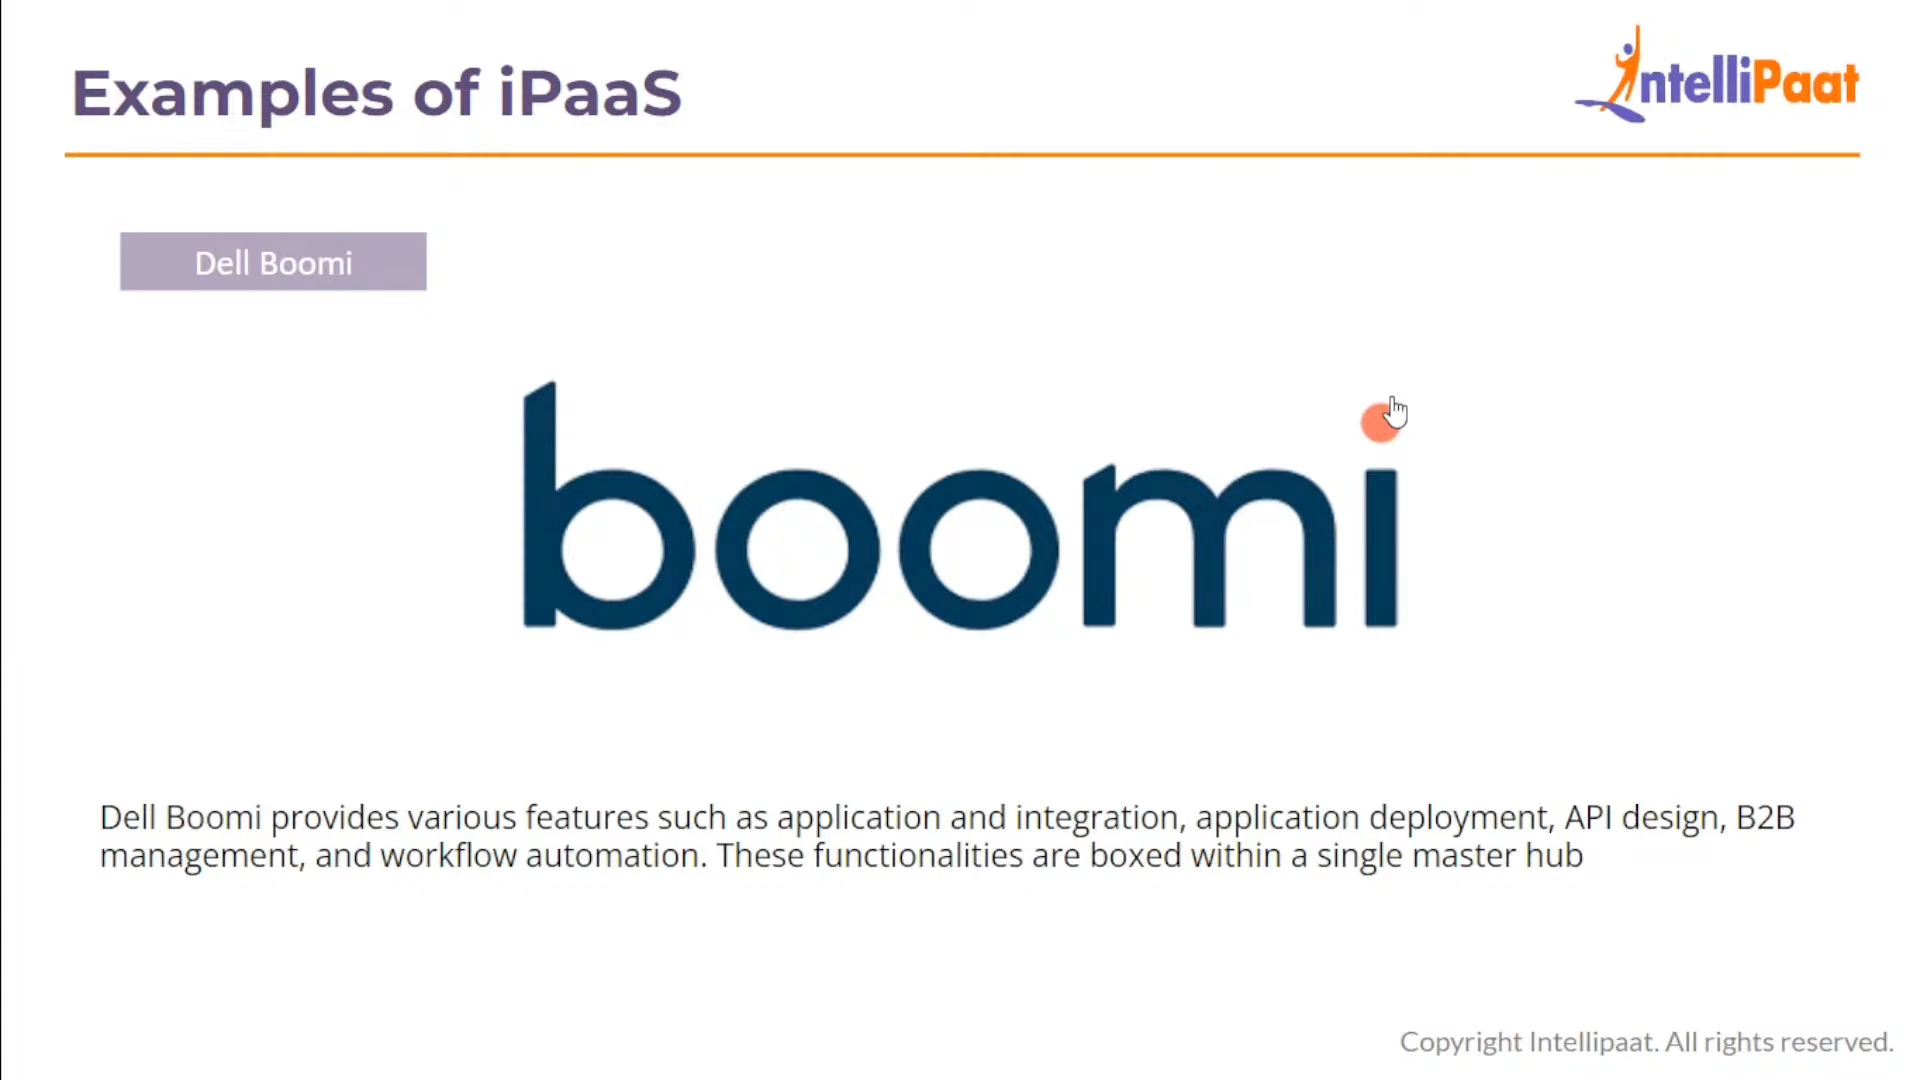 Examples of iPaaS
IntelliPaat
Dell Boomi
boomi
Dell Boomi provides various features such as application and integration, application deployment, API design, B2B
management, and workflow automation. These functionalities are boxed within a single master hub
Copyright Intellipaat. All rights reserved.